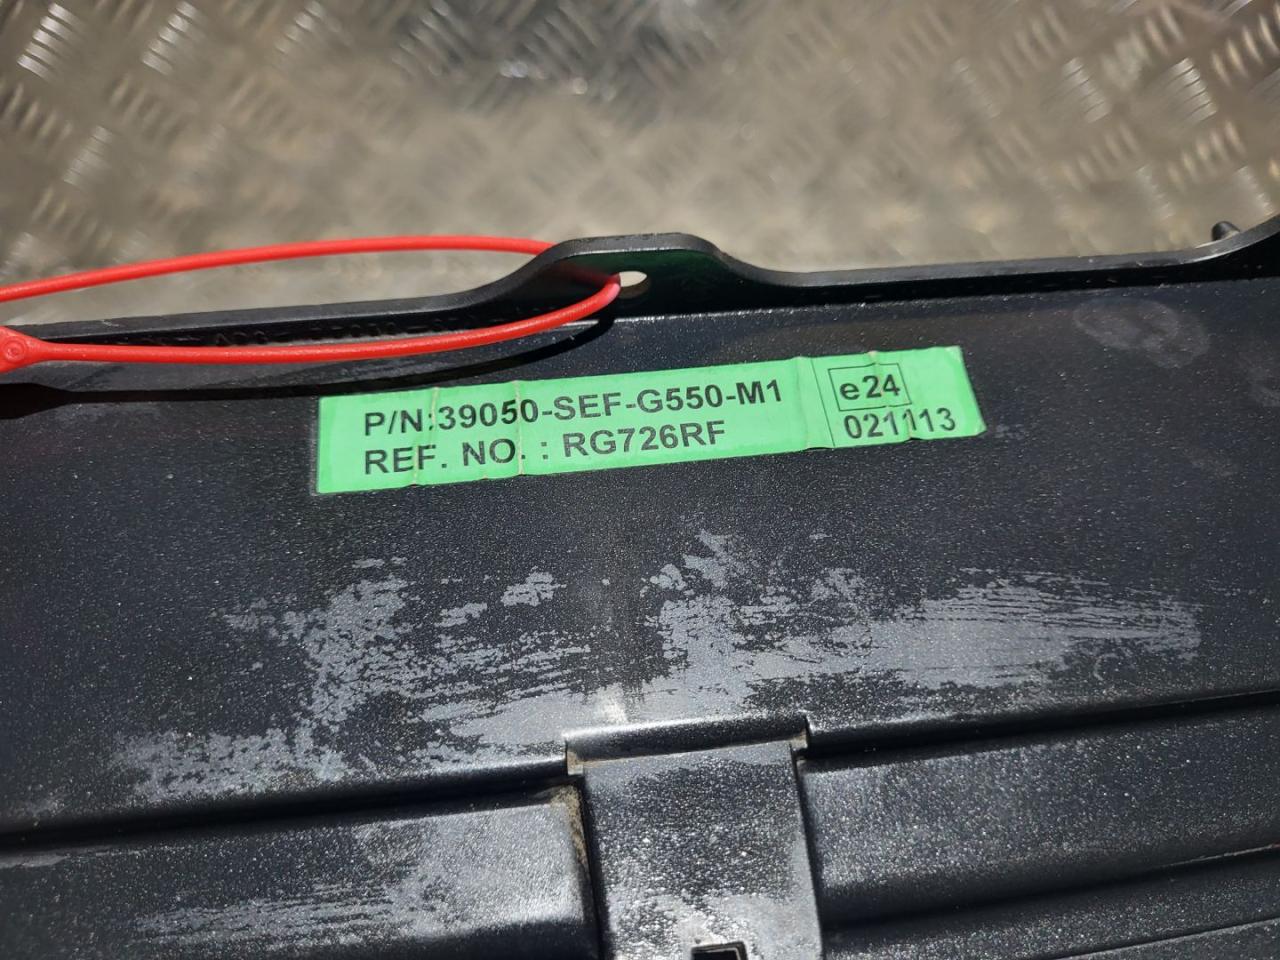 P/N:39050-SEF-G550-M1
REF. NO. : RG726RF
e24
021113